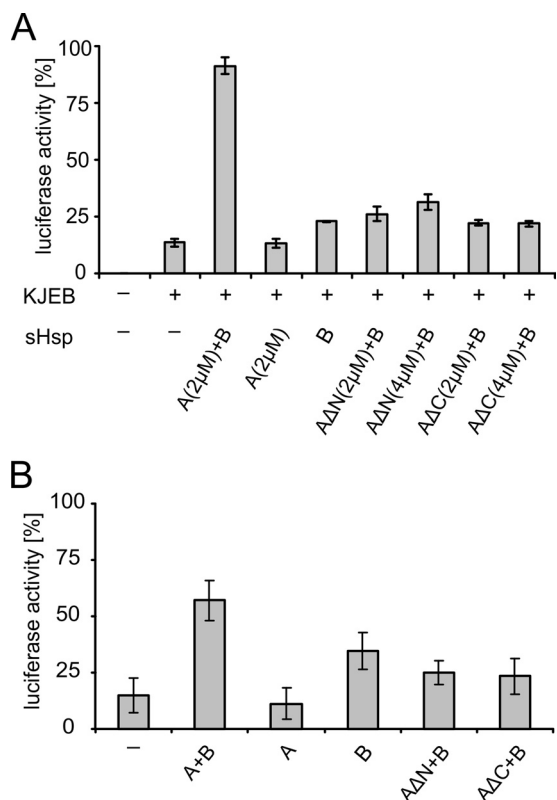 A
luciferase activity [%]
100
75
50
25
0
KJEB – + + + + + + + +
sHsp – – A(2µM)+B A(2µM) B AΔN(2µM)+B AΔN(4µM)+B AΔC(2µM)+B AΔC(4µM)+B
B
luciferase activity [%]
100
75
50
25
0
– A+B A B AΔN+B AΔC+B